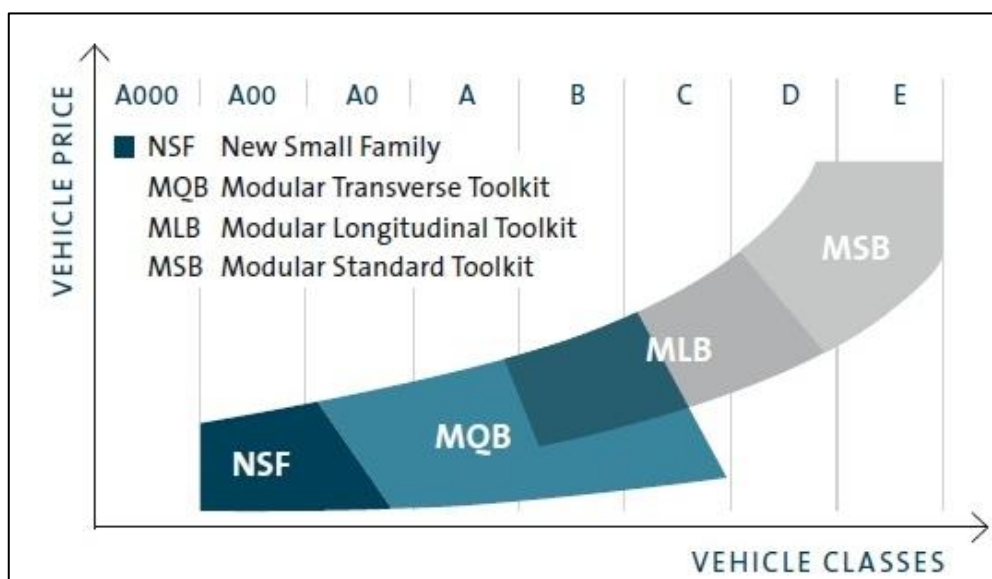 VEHICLE PRICE
A000 A00 A0 A B C D E
NSF New Small Family
MQB Modular Transverse Toolkit
MLB Modular Longitudinal Toolkit
MSB Modular Standard Toolkit
MSB
MLB
MQB
NSF
VEHICLE CLASSES